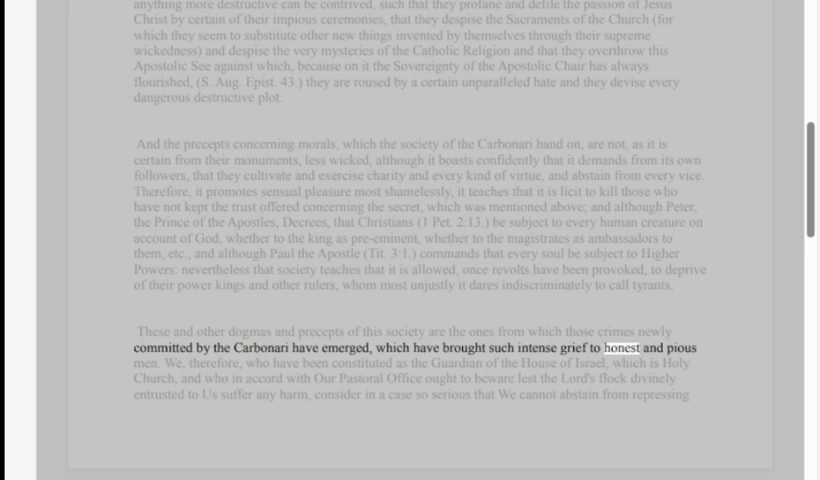 anything more destructive can be contrived, such that they profane and defile the passion of Jesus
Christ by certain of their impious ceremonies, that they despise the Sacraments of the Church (for
which they seem to substitute other new things invented by themselves through their supreme
wickedness) and despise the very mysteries of the Catholic Religion and that they overthrow this
Apostolic See against which, because on it the Sovereignty of the Apostolic Chair has always
flourished, (S. Aug. Epist. 43.) they are roused by a certain unparalleled hate and they devise every
dangerous destructive plot.
And the precepts concerning morals, which the society of the Carbonari hand on, are not, as it is
certain from their monuments, less wicked, although it boasts confidently that it demands from its own
followers, that they cultivate and exercise charity and every kind of virtue, and abstain from every vice.
Therefore, it promotes sensual pleasure most shamelessly, it teaches that it is licit to kill those who
have not kept the trust offered concerning the secret, which was mentioned above; and although Peter,
the Prince of the Apostles, Decrees, that Christians (1 Pet. 2:13.) be subject to every human creature on
account of God, whether to the king as pre-eminent, whether to the magistrates as ambassadors to
them, etc., and although Paul the Apostle (Tit. 3:1.) commands that every soul be subject to Higher
Powers: nevertheless that society teaches that it is allowed, once revolts have been provoked, to deprive
of their power kings and other rulers, whom most unjustly it dares indiscriminately to call tyrants.
These and other dogmas and precepts of this society are the ones from which those crimes newly
committed by the Carbonari have emerged, which have brought such intense grief to honest and pious
men. We, therefore, who have been constituted as the Guardian of the House of Israel, which is Holy
Church, and who in accord with Our Pastoral Office ought to beware lest the Lord's flock divinely
entrusted to Us suffer any harm, consider in a case so serious that We cannot abstain from repressing